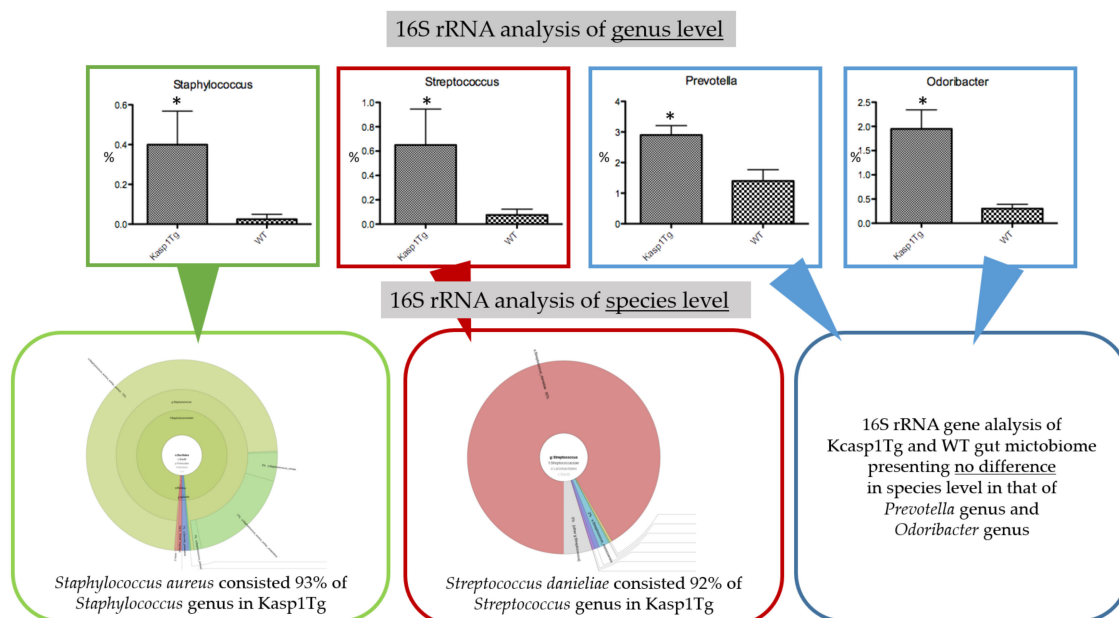 16S rRNA analysis of genus level
Staphylococcus
*
%
0.6
0.4
0.2
0.0
Kasp1Tg
WT
Streptococcus
*
%
1.0
0.8
0.6
0.4
0.2
0.0
Kasp1Tg
WT
Prevotella
*
%
4
3
2
1
0
Kasp1Tg
WT
Odoribacter
*
%
2.5
2.0
1.5
1.0
0.5
0.0
Kasp1Tg
WT
16S rRNA analysis of species level
g Streptococcus
Staphylococcus aureus consisted 93% of
Staphylococcus genus in Kasp1Tg
Streptococcus danieliae consisted 92% of
Streptococcus genus in Kasp1Tg
16S rRNA gene alalysis of
Kcasp1Tg and WT gut mictobiome
presenting no difference
in species level in that of
Prevotella genus and
Odoribacter genus